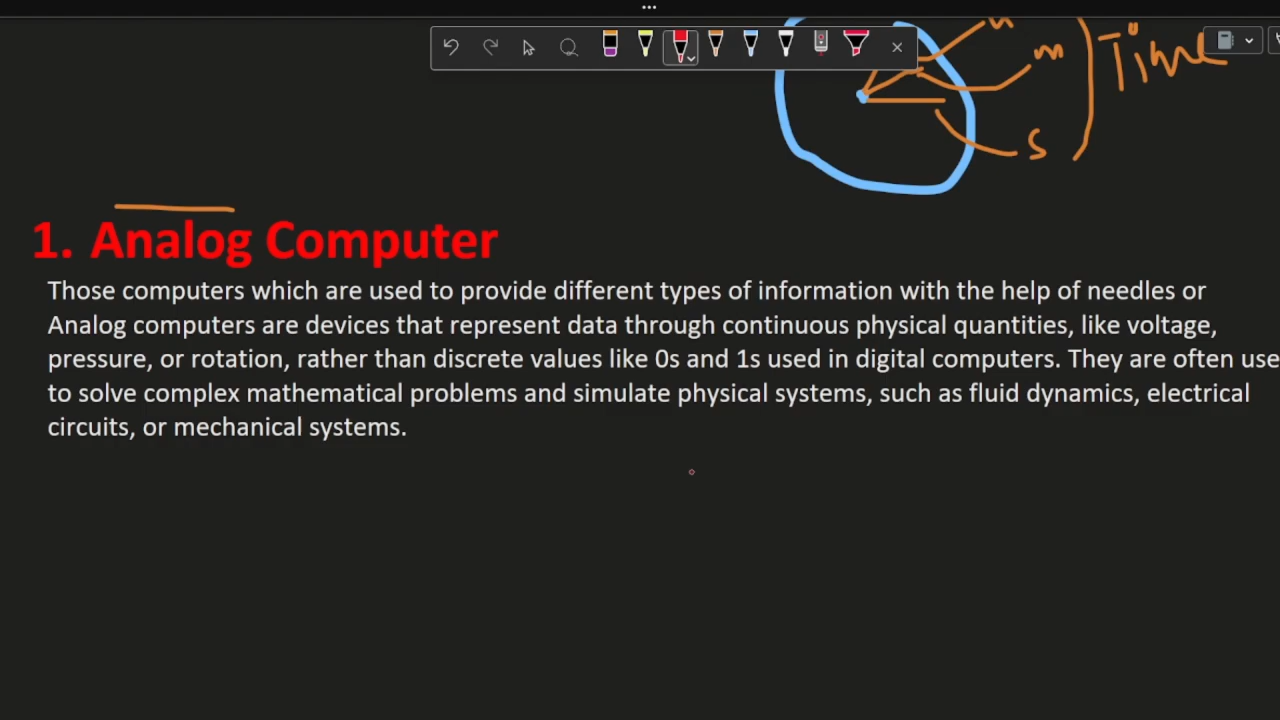 m
Time
s
1. Analog Computer
Those computers which are used to provide different types of information with the help of needles or
Analog computers are devices that represent data through continuous physical quantities, like voltage,
pressure, or rotation, rather than discrete values like 0s and 1s used in digital computers. They are often use
to solve complex mathematical problems and simulate physical systems, such as fluid dynamics, electrical
circuits, or mechanical systems.